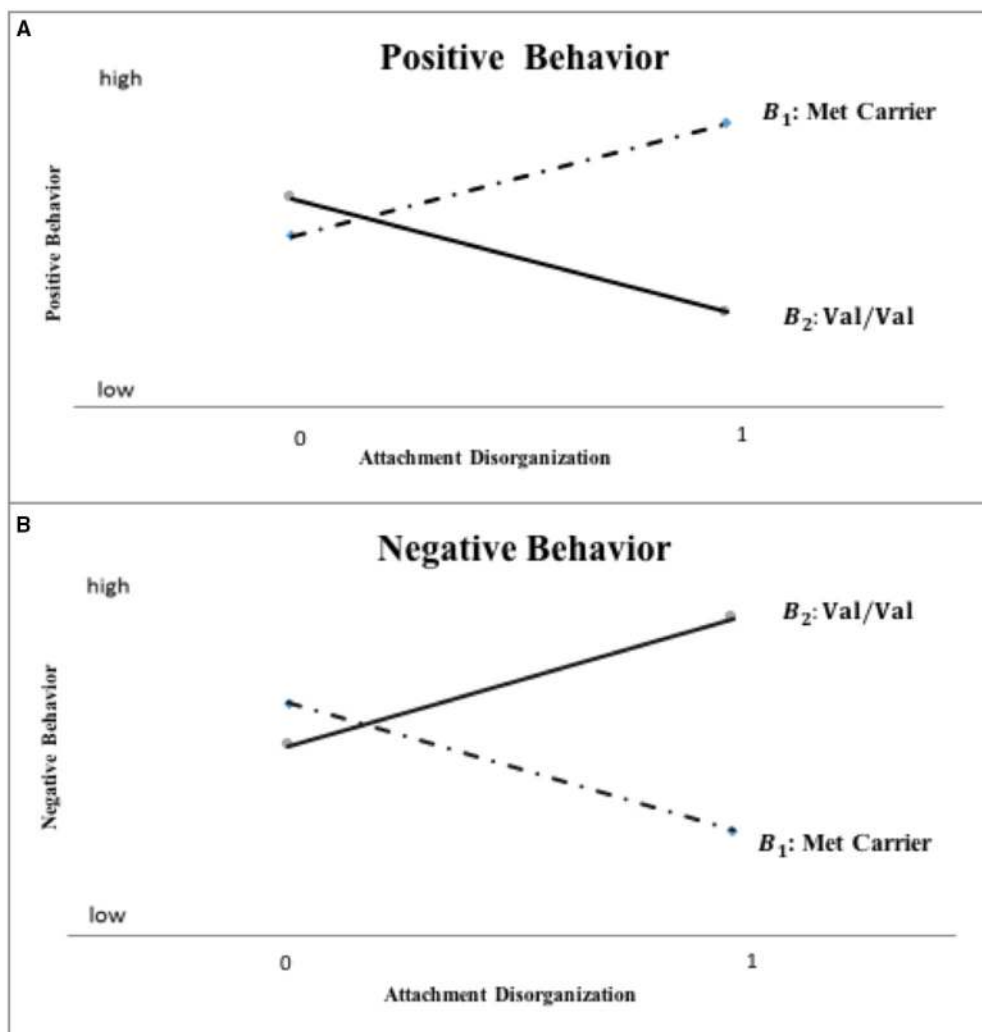 A
Positive Behavior
high
B₁: Met Carrier
Positive Behavior
B₂: Val/Val
low
0
1
Attachment Disorganization
B
Negative Behavior
high
B₂: Val/Val
Negative Behavior
B₁: Met Carrier
low
0
1
Attachment Disorganization